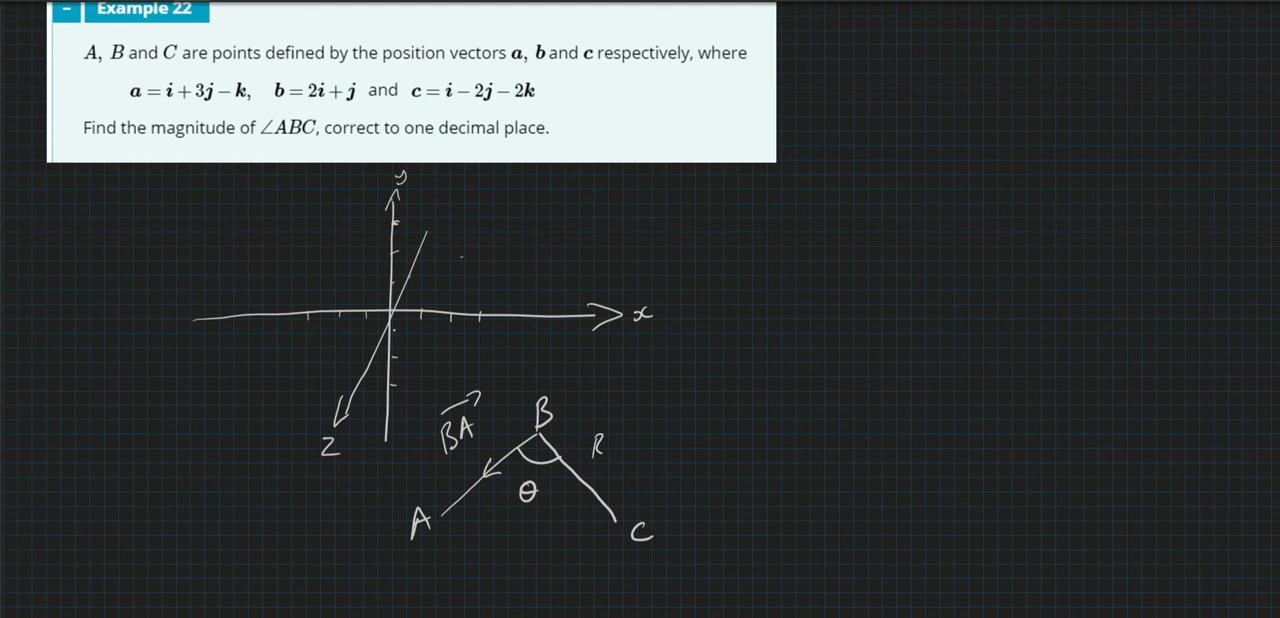 Example 22
A, B and C are points defined by the position vectors a, b and c respectively, where
a = i + 3j − k, b = 2i + j and c = i − 2j − 2k
Find the magnitude of ∠ABC, correct to one decimal place.
y
x
z
BA
B
θ
A
C